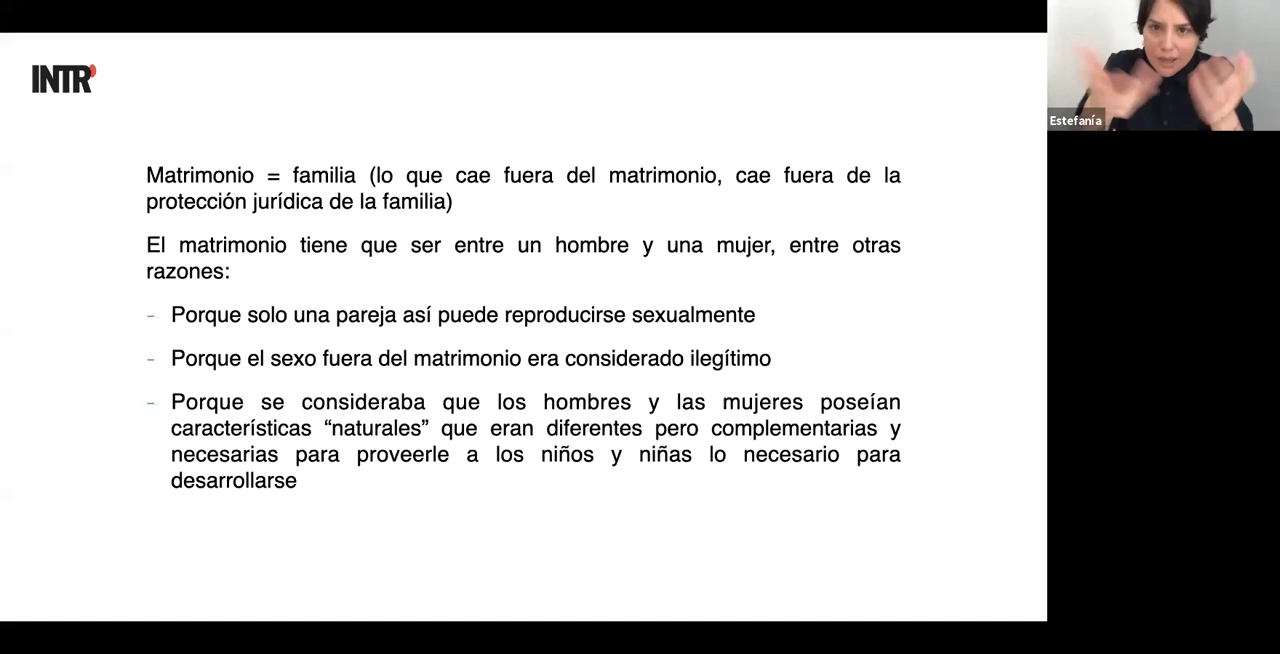 INTR'
Estefanía
Matrimonio = familia (lo que cae fuera del matrimonio, cae fuera de la
protección jurídica de la familia)
El matrimonio tiene que ser entre un hombre y una mujer, entre otras
razones:
- Porque solo una pareja así puede reproducirse sexualmente
- Porque el sexo fuera del matrimonio era considerado ilegítimo
- Porque se consideraba que los hombres y las mujeres poseían
características “naturales” que eran diferentes pero complementarias y
necesarias para proveerle a los niños y niñas lo necesario para
desarrollarse